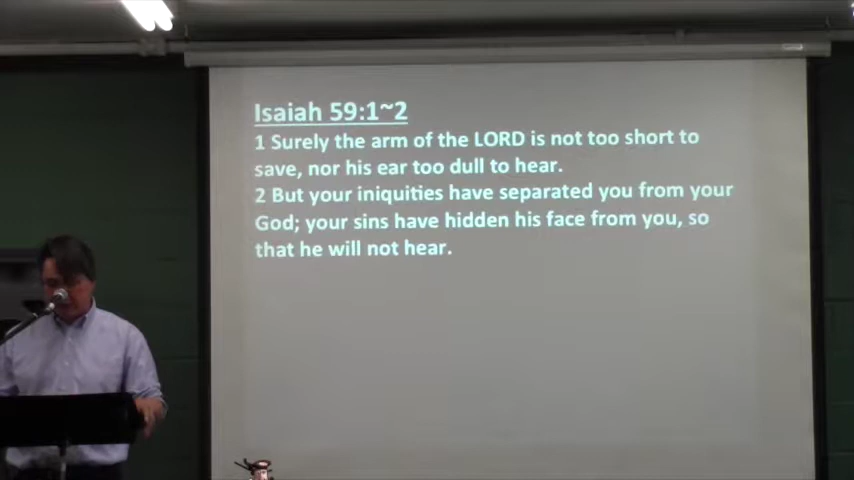 Isaiah 59:1~2
1 Surely the arm of the LORD is not too short to
save, nor his ear too dull to hear.
2 But your iniquities have separated you from your
God; your sins have hidden his face from you, so
that he will not hear.